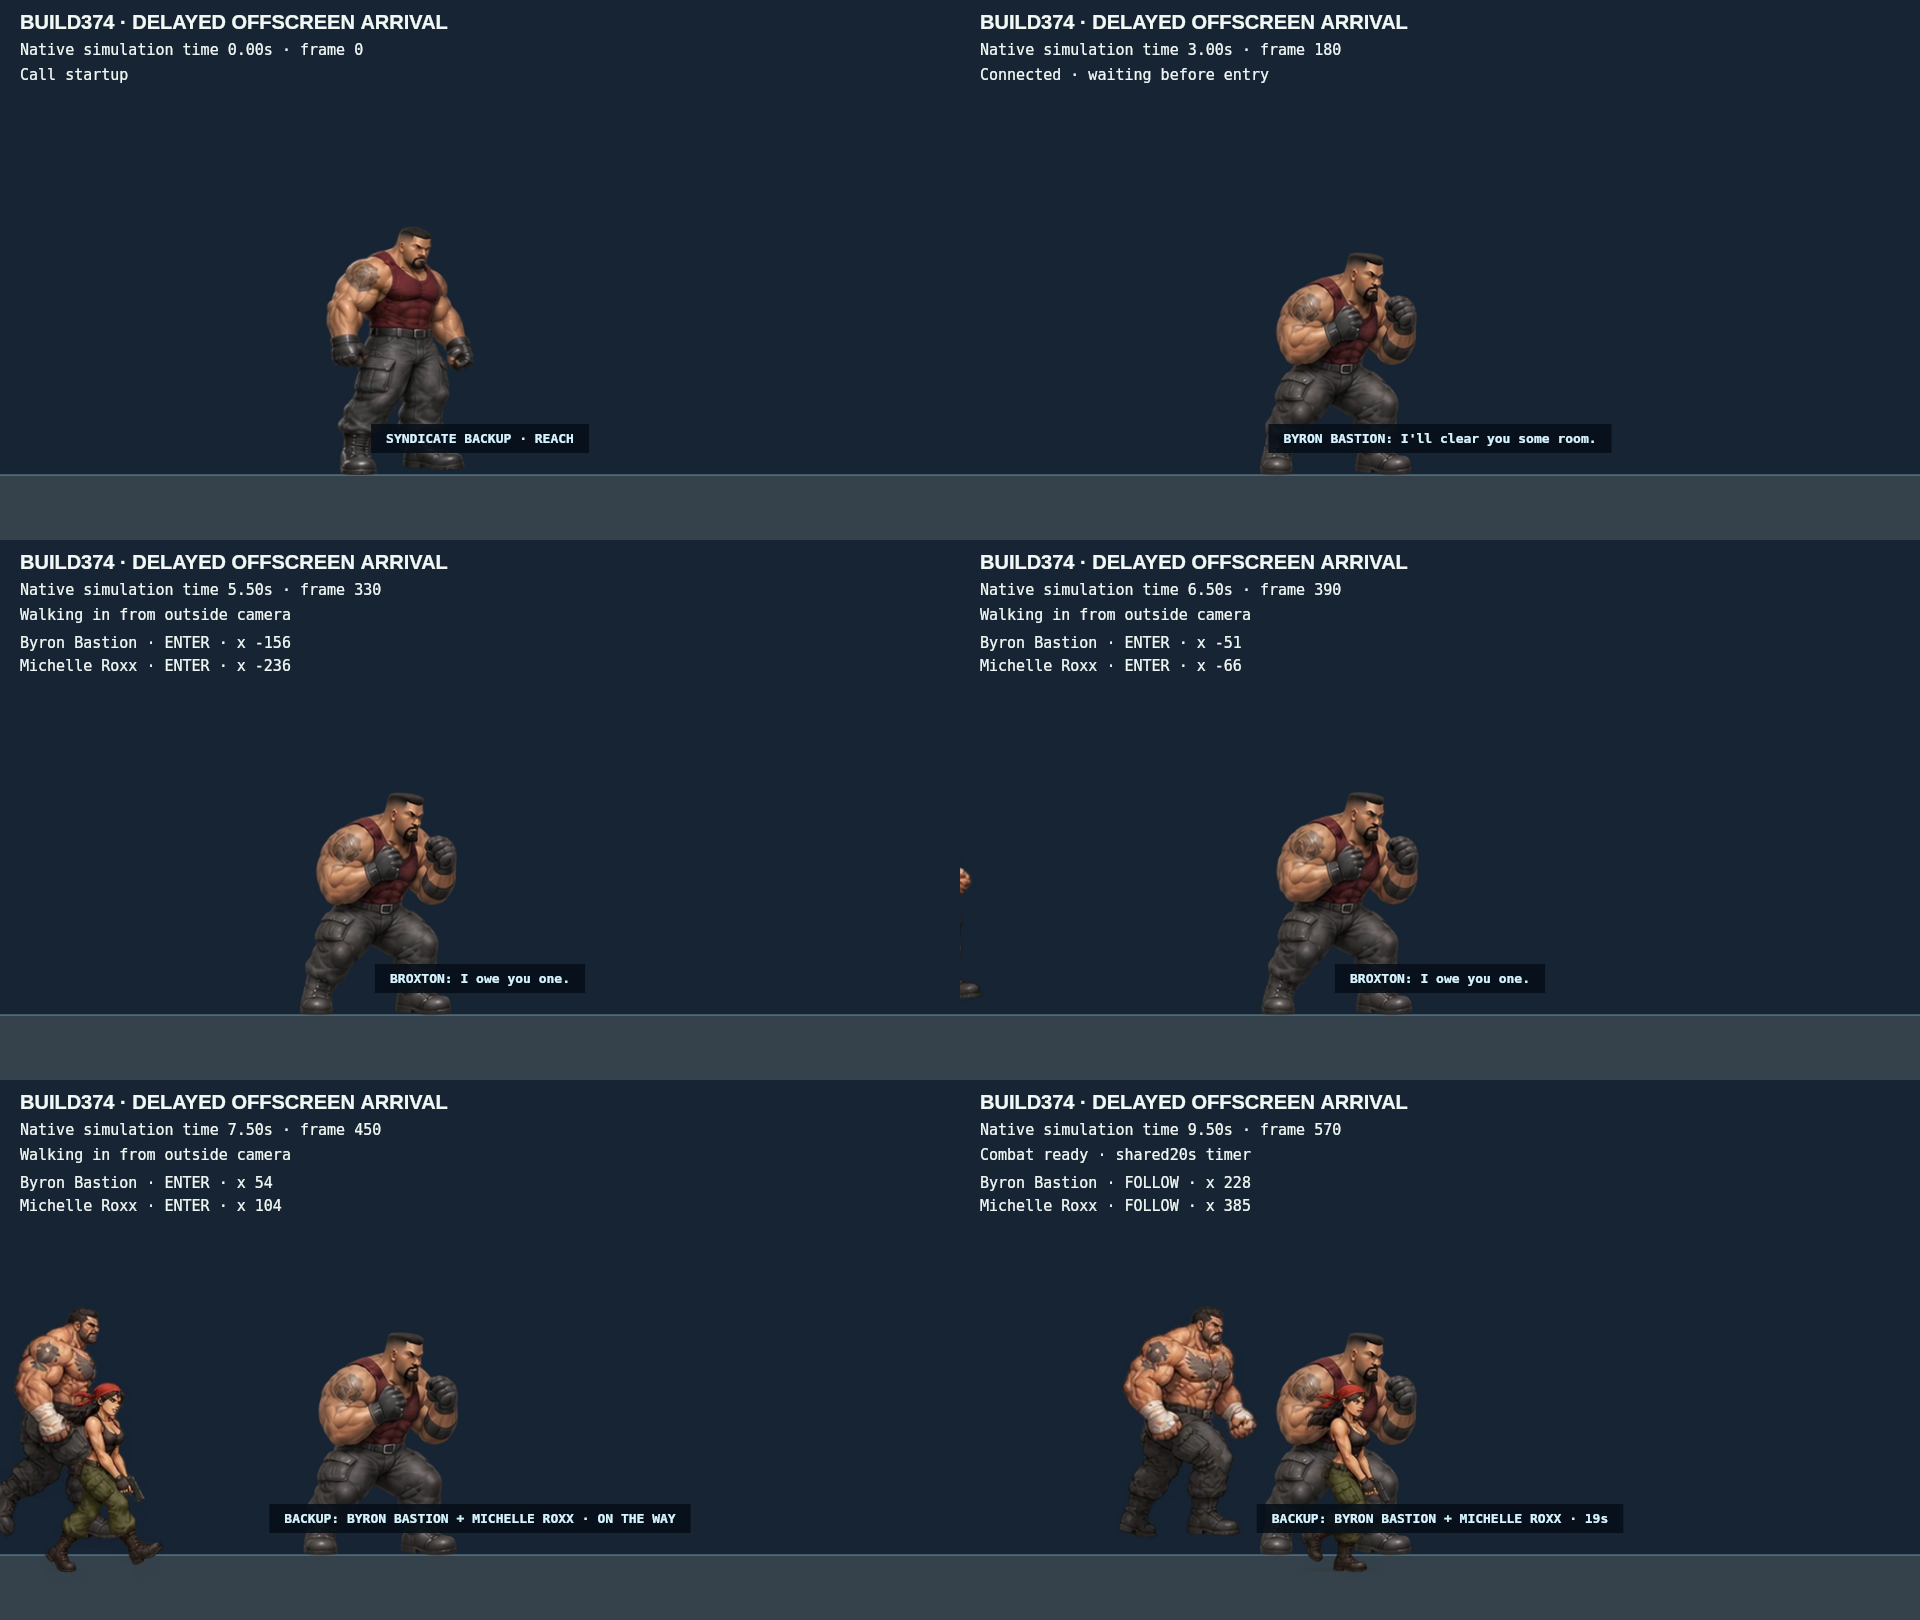 BUILD374 · DELAYED OFFSCREEN ARRIVAL
Native simulation time 0.00s · frame 0
Call startup
SYNDICATE BACKUP · REACH
BUILD374 · DELAYED OFFSCREEN ARRIVAL
Native simulation time 3.00s · frame 180
Connected · waiting before entry
BYRON BASTION: I'll clear you some room.
BUILD374 · DELAYED OFFSCREEN ARRIVAL
Native simulation time 5.50s · frame 330
Walking in from outside camera
Byron Bastion · ENTER · x -156
Michelle Roxx · ENTER · x -236
BROXTON: I owe you one.
BUILD374 · DELAYED OFFSCREEN ARRIVAL
Native simulation time 6.50s · frame 390
Walking in from outside camera
Byron Bastion · ENTER · x -51
Michelle Roxx · ENTER · x -66
BROXTON: I owe you one.
BUILD374 · DELAYED OFFSCREEN ARRIVAL
Native simulation time 7.50s · frame 450
Walking in from outside camera
Byron Bastion · ENTER · x 54
Michelle Roxx · ENTER · x 104
BACKUP: BYRON BASTION + MICHELLE ROXX · ON THE WAY
BUILD374 · DELAYED OFFSCREEN ARRIVAL
Native simulation time 9.50s · frame 570
Combat ready · shared20s timer
Byron Bastion · FOLLOW · x 228
Michelle Roxx · FOLLOW · x 385
BACKUP: BYRON BASTION + MICHELLE ROXX · 19s